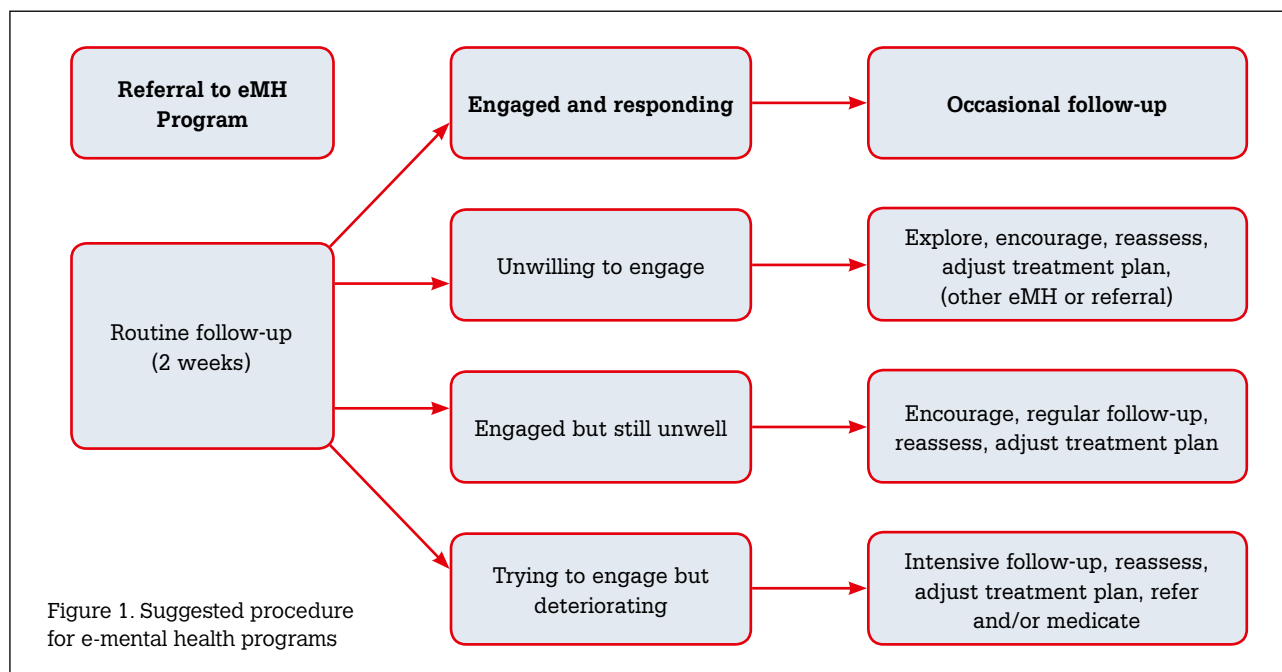 Referral to eMH
Program
Engaged and responding
Occasional follow-up
Routine follow-up
(2 weeks)
Unwilling to engage
Explore, encourage, reassess,
adjust treatment plan,
(other eMH or referral)
Engaged but still unwell
Encourage, regular follow-up,
reassess, adjust treatment plan
Trying to engage but
deteriorating
Intensive follow-up, reassess,
adjust treatment plan, refer
and/or medicate
Figure 1. Suggested procedure
for e-mental health programs